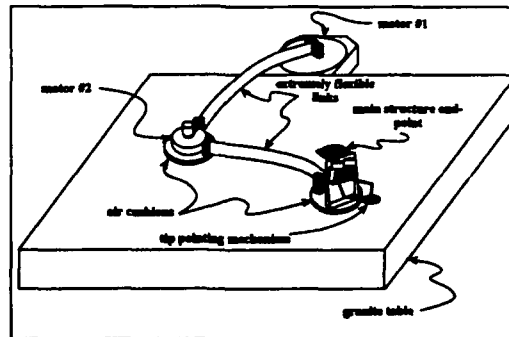 motor #1
extremely flexible
links
motor #2
main structure end-
point
air cushions
tip pointing mechanism
granite table